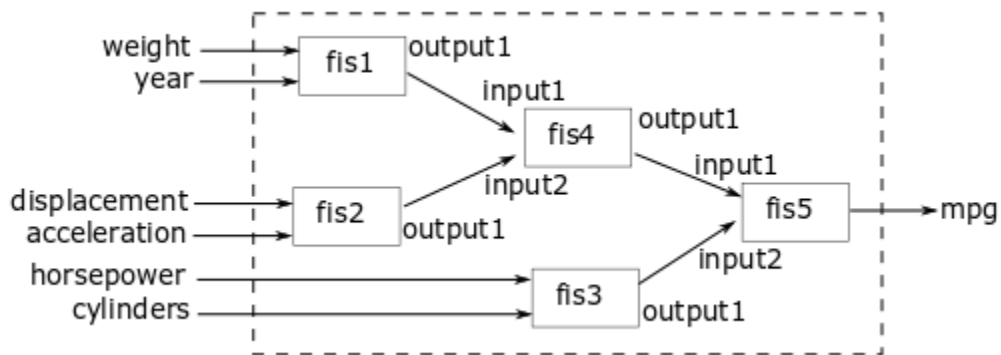 weight
year
fis1
output1
input1
fis4
output1
displacement
acceleration
fis2
output1
input2
input1
fis5
mpg
horsepower
cylinders
fis3
output1
input2